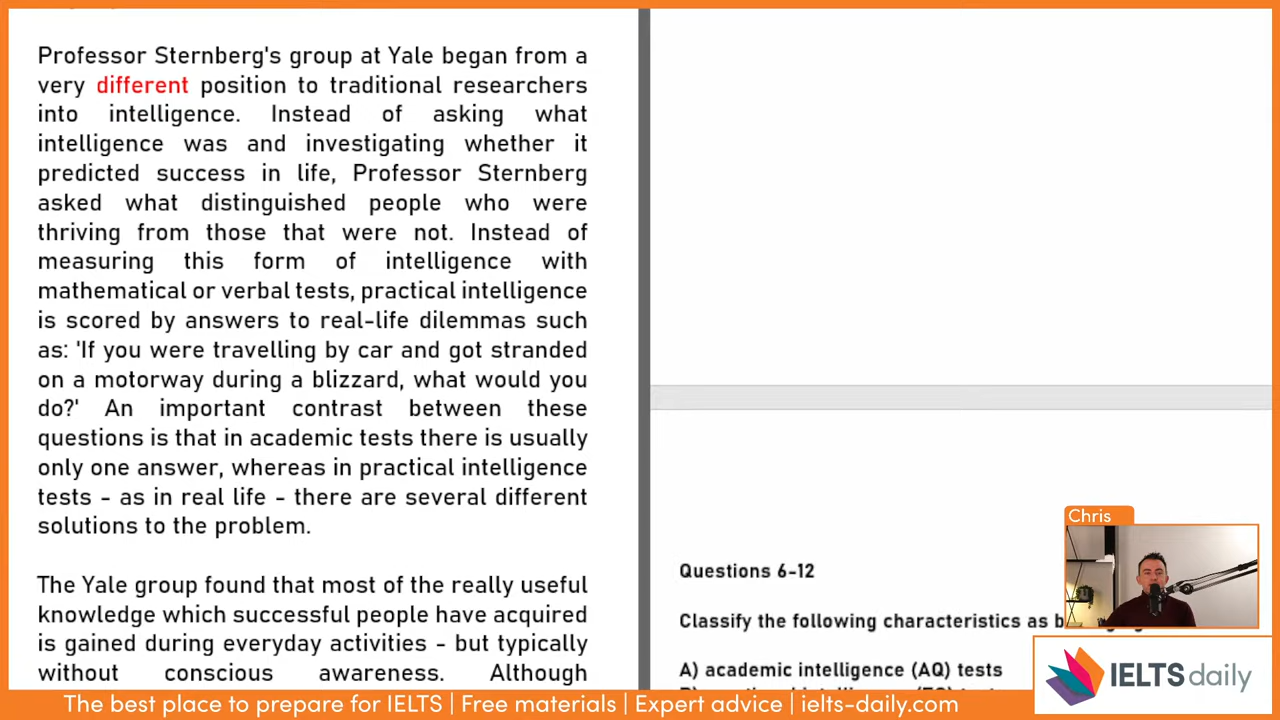 Professor Sternberg's group at Yale began from a
very different position to traditional researchers
into intelligence. Instead of asking what
intelligence was and investigating whether it
predicted success in life, Professor Sternberg
asked what distinguished people who were
thriving from those that were not. Instead of
measuring this form of intelligence with
mathematical or verbal tests, practical intelligence
is scored by answers to real-life dilemmas such
as: 'If you were travelling by car and got stranded
on a motorway during a blizzard, what would you
do?' An important contrast between these
questions is that in academic tests there is usually
only one answer, whereas in practical intelligence
tests - as in real life - there are several different
solutions to the problem.
The Yale group found that most of the really useful
knowledge which successful people have acquired
is gained during everyday activities - but typically
without conscious awareness. Although
Questions 6-12
Classify the following characteristics as
A) academic intelligence (AQ) tests
Chris
IELTS daily
The best place to prepare for IELTS | Free materials | Expert advice | ielts-daily.com